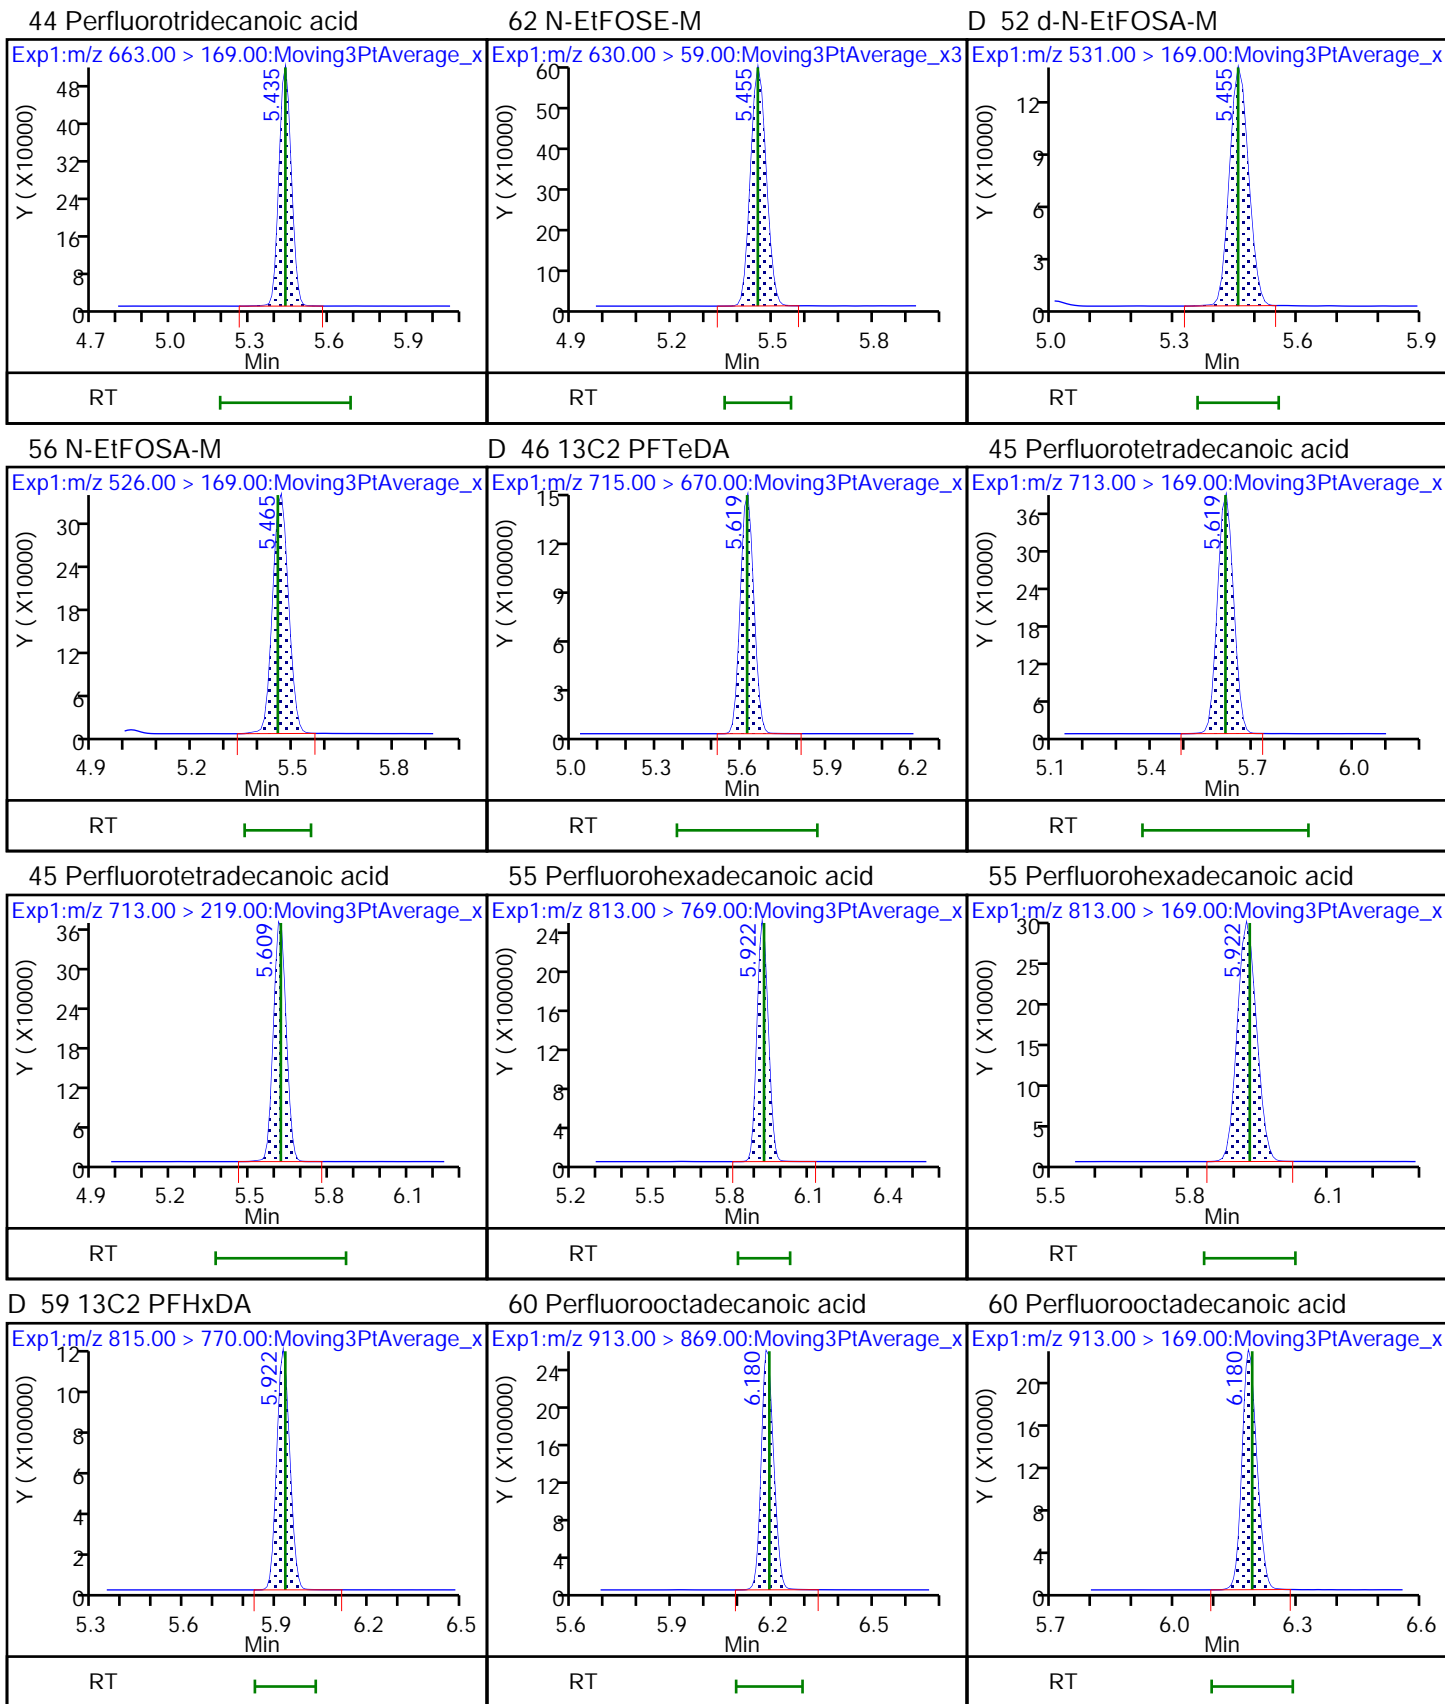 44 Perfluorotridecanoic acid
Exp1:m/z 663.00 > 169.00:Moving3PtAverage_x
5.435
Y ( X10000)
48
40
32
24
16
8
0
4.7 5.0 5.3 5.6 5.9
Min
RT
62 N-EtFOSE-M
Exp1:m/z 630.00 > 59.00:Moving3PtAverage_x3
5.455
Y ( X10000)
60
50
40
30
20
10
0
4.9 5.2 5.5 5.8
Min
RT
D 52 d-N-EtFOSA-M
Exp1:m/z 531.00 > 169.00:Moving3PtAverage_x
5.455
Y ( X10000)
12
9
6
3
0
5.0 5.3 5.6 5.9
Min
RT
56 N-EtFOSA-M
Exp1:m/z 526.00 > 169.00:Moving3PtAverage_x
5.465
Y ( X10000)
30
24
18
12
6
0
4.9 5.2 5.5 5.8
Min
RT
D 46 13C2 PFTeDA
Exp1:m/z 715.00 > 670.00:Moving3PtAverage_x
5.619
Y ( X100000)
15
12
9
6
3
0
5.0 5.3 5.6 5.9 6.2
Min
RT
45 Perfluorotetradecanoic acid
Exp1:m/z 713.00 > 169.00:Moving3PtAverage_x
5.619
Y ( X10000)
36
30
24
18
12
6
0
5.1 5.4 5.7 6.0
Min
RT
45 Perfluorotetradecanoic acid
Exp1:m/z 713.00 > 219.00:Moving3PtAverage_x
5.609
Y ( X10000)
36
30
24
18
12
6
0
4.9 5.2 5.5 5.8 6.1
Min
RT
55 Perfluorohexadecanoic acid
Exp1:m/z 813.00 > 769.00:Moving3PtAverage_x
5.922
Y ( X100000)
24
20
16
12
8
4
0
5.2 5.5 5.8 6.1 6.4
Min
RT
55 Perfluorohexadecanoic acid
Exp1:m/z 813.00 > 169.00:Moving3PtAverage_x
5.922
Y ( X10000)
30
25
20
15
10
5
0
5.5 5.8 6.1
Min
RT
D 59 13C2 PFHxDA
Exp1:m/z 815.00 > 770.00:Moving3PtAverage_x
5.922
Y ( X100000)
12
10
8
6
4
2
0
5.3 5.6 5.9 6.2 6.5
Min
RT
60 Perfluorooctadecanoic acid
Exp1:m/z 913.00 > 869.00:Moving3PtAverage_x
6.180
Y ( X100000)
24
20
16
12
8
4
0
5.6 5.9 6.2 6.5
Min
RT
60 Perfluorooctadecanoic acid
Exp1:m/z 913.00 > 169.00:Moving3PtAverage_x
6.180
Y ( X10000)
20
16
12
8
4
0
5.7 6.0 6.3 6.6
Min
RT